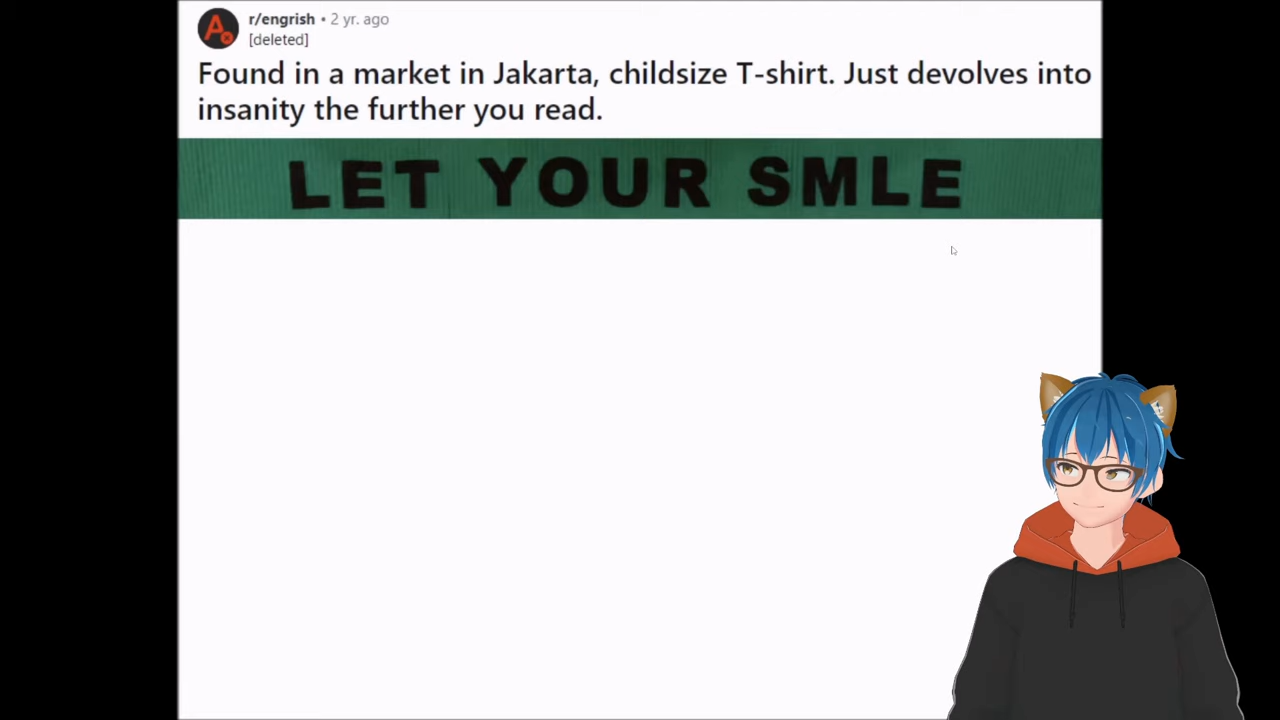 r/engrish • 2 yr. ago
[deleted]
Found in a market in Jakarta, childsize T-shirt. Just devolves into
insanity the further you read.
LET YOUR SMLE